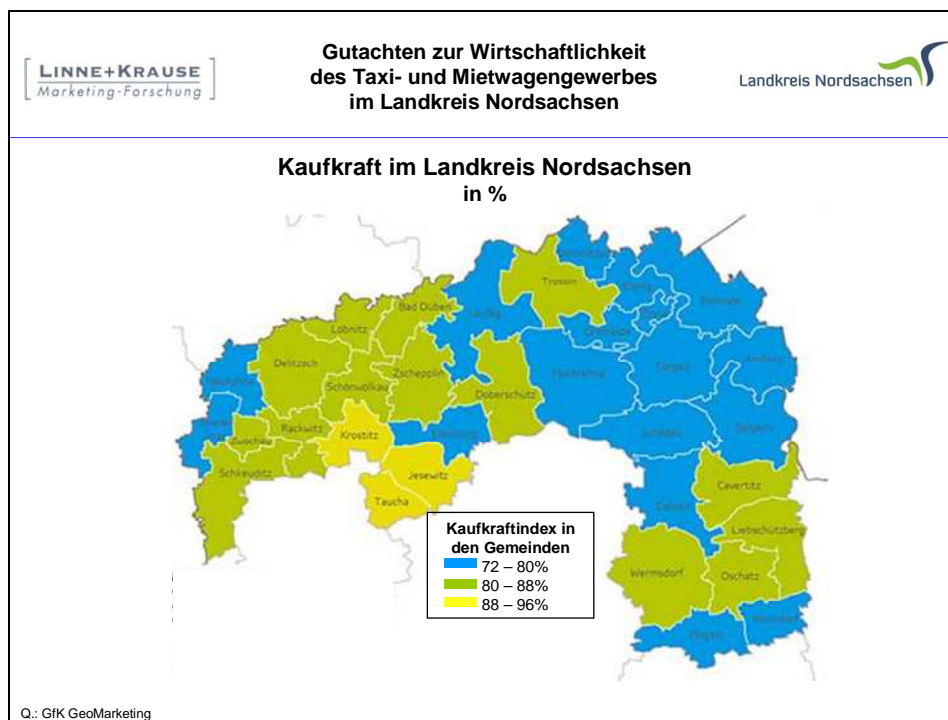 LINNE+KRAUSE
Marketing-Forschung
Gutachten zur Wirtschaftlichkeit
des Taxi- und Mietwagengewerbes
im Landkreis Nordsachsen
Landkreis Nordsachsen
Kaufkraft im Landkreis Nordsachsen
in %
Trossin
Bad Düben
Laußig
Löbnitz
Delitzsch
Zschepplin
Schönwölkau
Doberschütz
Mockrehna
Torgau
Arzberg
Beilrode
Rackwitz
Krostitz
Eilenburg
Schildau
Belgern
Zwochau
Schkeuditz
Jesewitz
Taucha
Cavertitz
Dahlen
Liebschützberg
Wermsdorf
Oschatz
Mügeln
Naundorf
Kaufkraftindex in
den Gemeinden
72 – 80%
80 – 88%
88 – 96%
Q.: GfK GeoMarketing